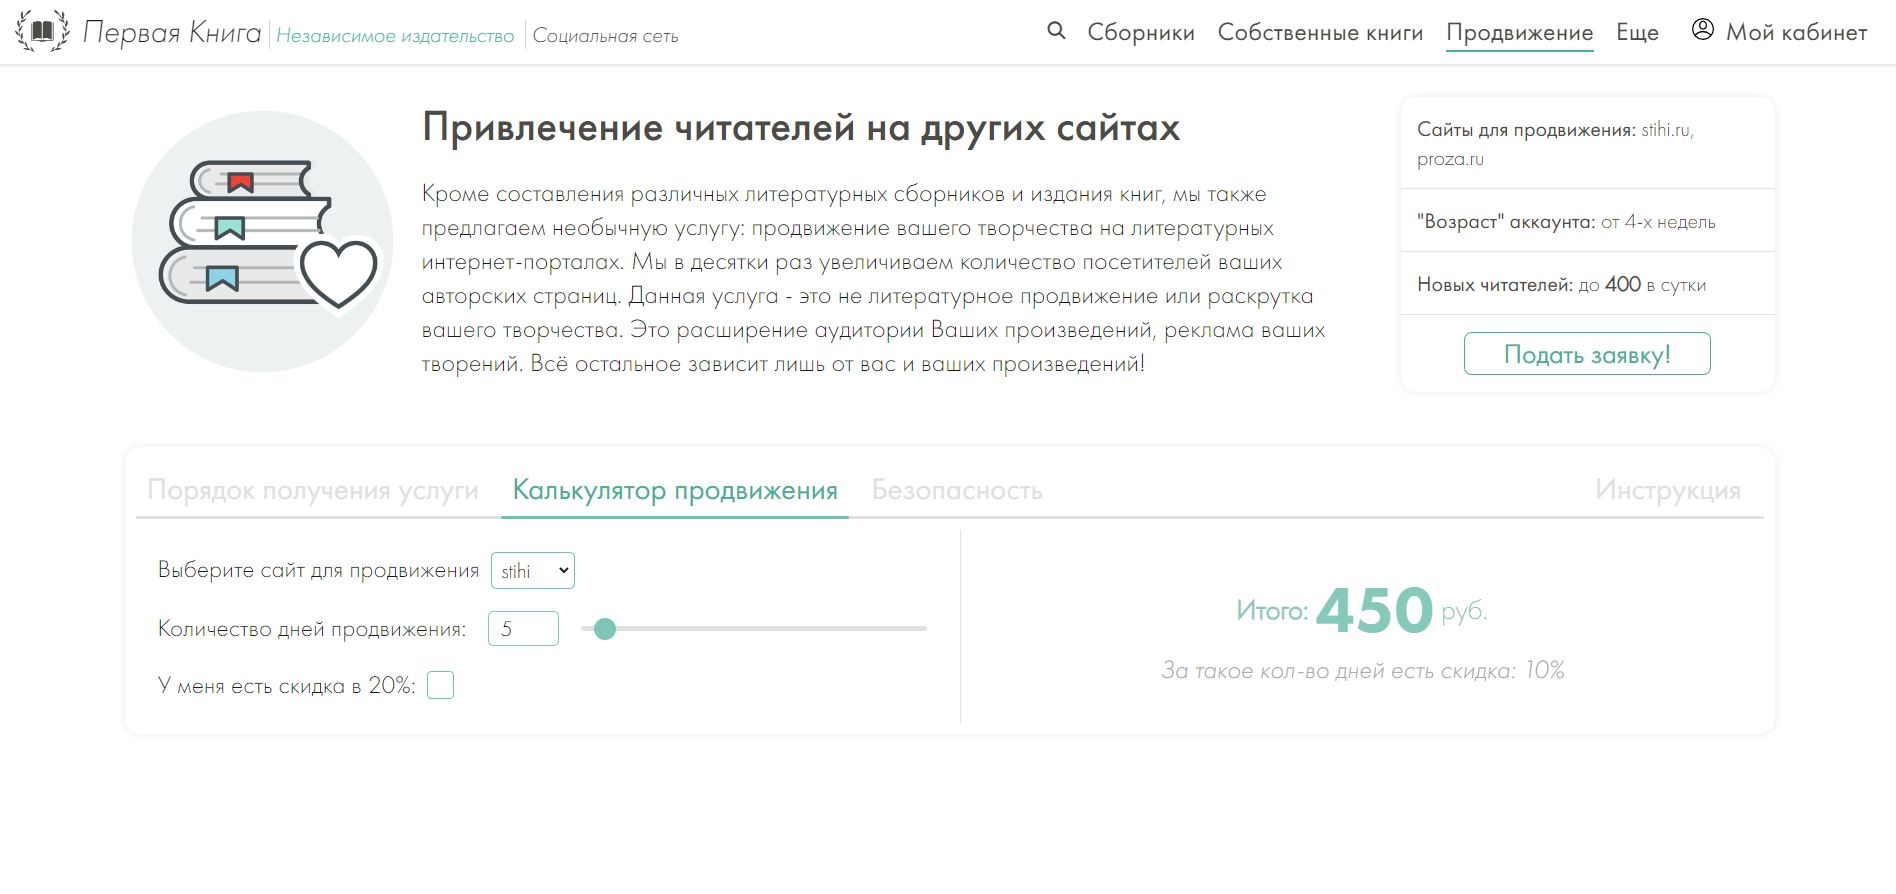 Первая Книга
Независимое издательство
Социальная сеть
Сборники
Собственные книги
Продвижение
Еще
Мой кабинет
Привлечение читателей на других сайтах
Кроме составления различных литературных сборников и издания книг, мы также
предлагаем необычную услугу: продвижение вашего творчества на литературных
интернет-порталах. Мы в десятки раз увеличиваем количество посетителей ваших
авторских страниц. Данная услуга - это не литературное продвижение или раскрутка
вашего творчества. Это расширение аудитории Ваших произведений, реклама ваших
творений. Всё остальное зависит лишь от вас и ваших произведений!
Сайты для продвижения: stihi.ru,
proza.ru
"Возраст" аккаунта: от 4-х недель
Новых читателей: до 400 в сутки
Подать заявку!
Порядок получения услуги
Калькулятор продвижения
Безопасность
Инструкция
Выберите сайт для продвижения stihi
Количество дней продвижения: 5
У меня есть скидка в 20%:
Итого: 450 руб.
За такое кол-во дней есть скидка: 10%